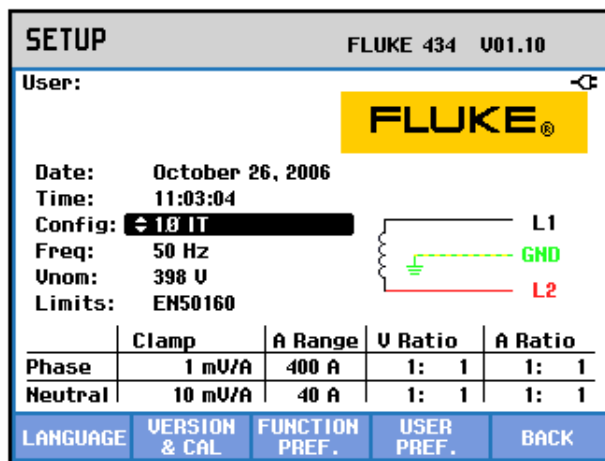 SETUP FLUKE 434 V01.10
User:
FLUKE®
Date: October 26, 2006
Time: 11:03:04
Config: 1Ø IT
Freq: 50 Hz
Vnom: 398 V
Limits: EN50160
L1
GND
L2
Clamp A Range V Ratio A Ratio
Phase 1 mV/A 400 A 1: 1 1: 1
Neutral 10 mV/A 40 A 1: 1 1: 1
LANGUAGE VERSION & CAL FUNCTION PREF. USER PREF. BACK